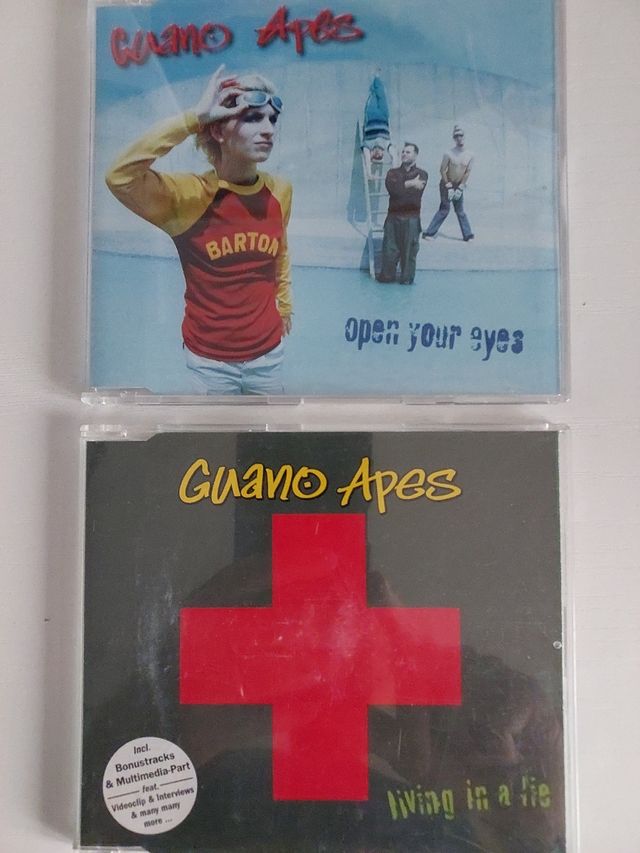 Guano Apes
BARTON
open your eyes
Guano Apes
Incl.
Bonustracks
& Multimedia-Part
feat.
Videoclip & Interviews
& many many
more ...
living in a lie